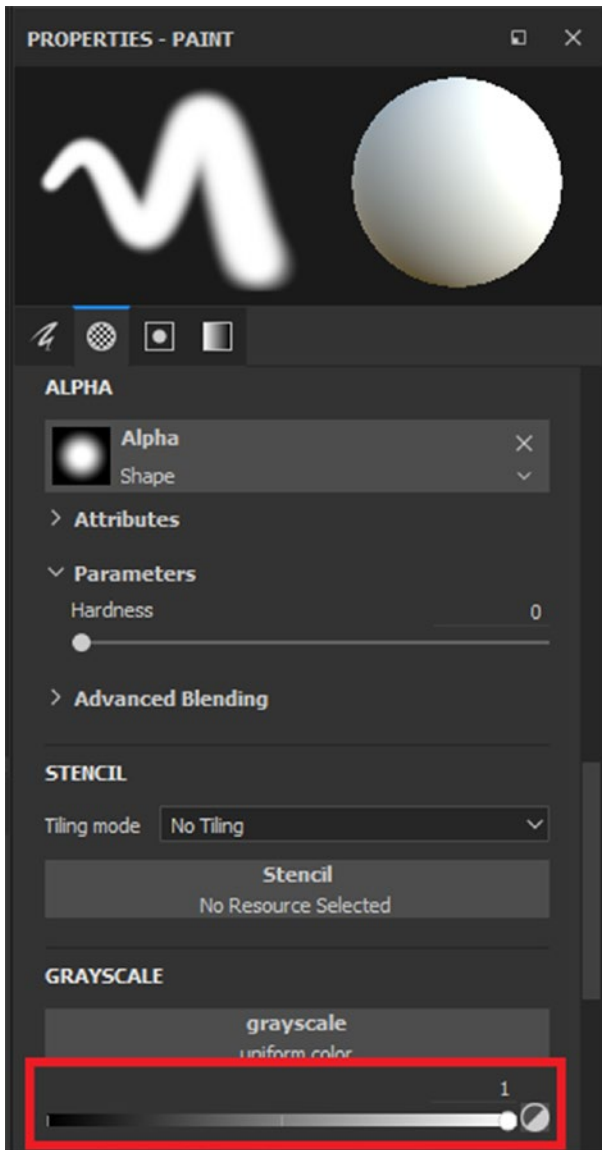 PROPERTIES - PAINT
ALPHA
Alpha
Shape
Attributes
Parameters
Hardness 0
Advanced Blending
STENCIL
Tiling mode No Tiling
Stencil
No Resource Selected
GRAYSCALE
grayscale
uniform color
1